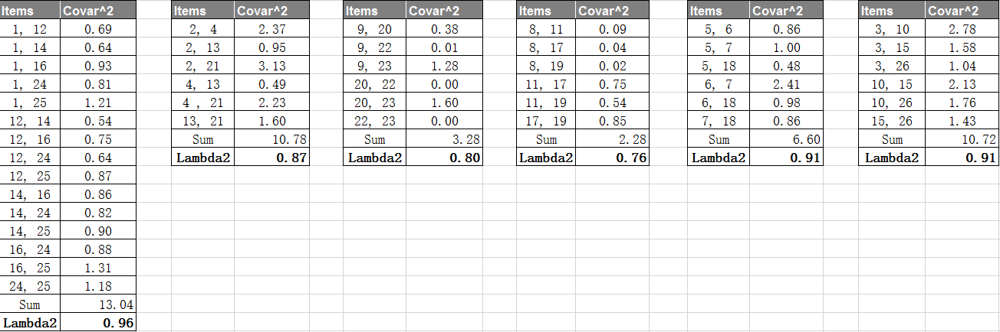 Items Covar^2 Items Covar^2 Items Covar^2 Items Covar^2 Items Covar^2 Items Covar^2
1, 12 0.69 2, 4 2.37 9, 20 0.38 8, 11 0.09 5, 6 0.86 3, 10 2.78
1, 14 0.64 2, 13 0.95 9, 22 0.01 8, 17 0.04 5, 7 1.00 3, 15 1.58
1, 16 0.93 2, 21 3.13 9, 23 1.28 8, 19 0.02 5, 18 0.48 3, 26 1.04
1, 24 0.81 4, 13 0.49 20, 22 0.00 11, 17 0.75 6, 7 2.41 10, 15 2.13
1, 25 1.21 4 , 21 2.23 20, 23 1.60 11, 19 0.54 6, 18 0.98 10, 26 1.76
12, 14 0.54 13, 21 1.60 22, 23 0.00 17, 19 0.85 7, 18 0.86 15, 26 1.43
12, 16 0.75 Sum 10.78 Sum 3.28 Sum 2.28 Sum 6.60 Sum 10.72
12, 24 0.64 Lambda2 0.87 Lambda2 0.80 Lambda2 0.76 Lambda2 0.91 Lambda2 0.91
12, 25 0.87
14, 16 0.86
14, 24 0.82
14, 25 0.90
16, 24 0.88
16, 25 1.31
24, 25 1.18
Sum 13.04
Lambda2 0.96